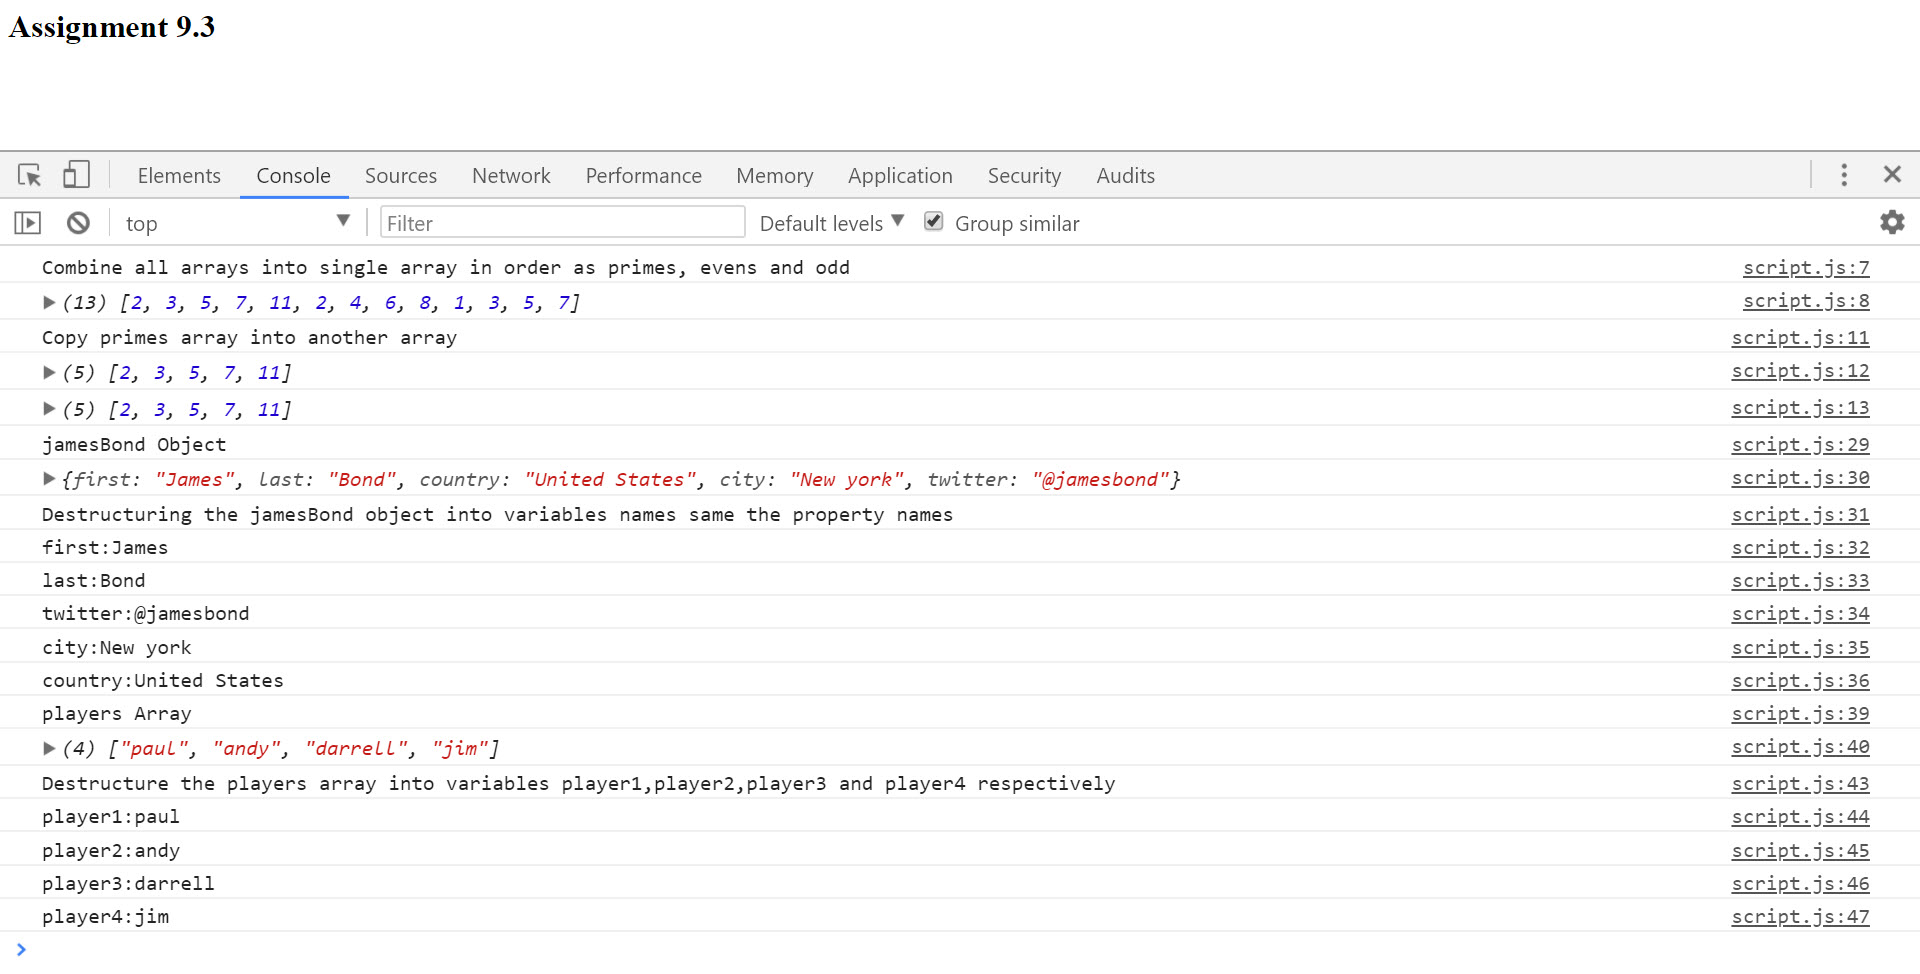 Assignment 9.3
Elements Console Sources Network Performance Memory Application Security Audits
top Filter Default levels Group similar
Combine all arrays into single array in order as primes, evens and odd script.js:7
(13) [2, 3, 5, 7, 11, 2, 4, 6, 8, 1, 3, 5, 7] script.js:8
Copy primes array into another array script.js:11
(5) [2, 3, 5, 7, 11] script.js:12
(5) [2, 3, 5, 7, 11] script.js:13
jamesBond Object script.js:29
{first: "James", last: "Bond", country: "United States", city: "New york", twitter: "@jamesbond"} script.js:30
Destructuring the jamesBond object into variables names same the property names script.js:31
first:James script.js:32
last:Bond script.js:33
twitter:@jamesbond script.js:34
city:New york script.js:35
country:United States script.js:36
players Array script.js:39
(4) ["paul", "andy", "darrell", "jim"] script.js:40
Destructure the players array into variables player1,player2,player3 and player4 respectively script.js:43
player1:paul script.js:44
player2:andy script.js:45
player3:darrell script.js:46
player4:jim script.js:47